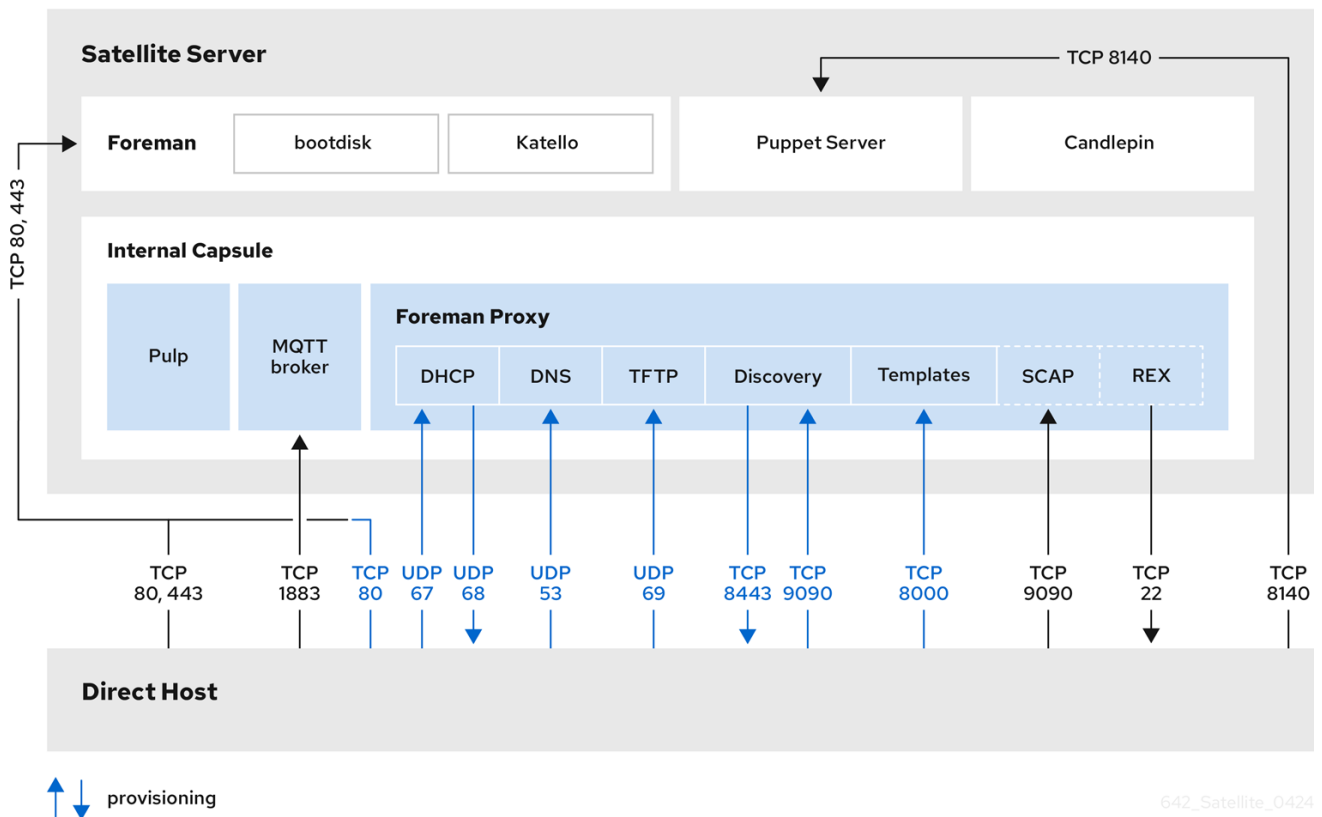 Satellite Server
TCP 8140
Foreman
bootdisk
Katello
Puppet Server
Candlepin
TCP 80, 443
Internal Capsule
Pulp
MQTT
broker
Foreman Proxy
DHCP
DNS
TFTP
Discovery
Templates
SCAP
REX
TCP
80, 443
TCP
1883
TCP
80
UDP
67
UDP
68
UDP
53
UDP
69
TCP
8443
TCP
9090
TCP
8000
TCP
9090
TCP
22
TCP
8140
Direct Host
provisioning
642_Satellite_0424